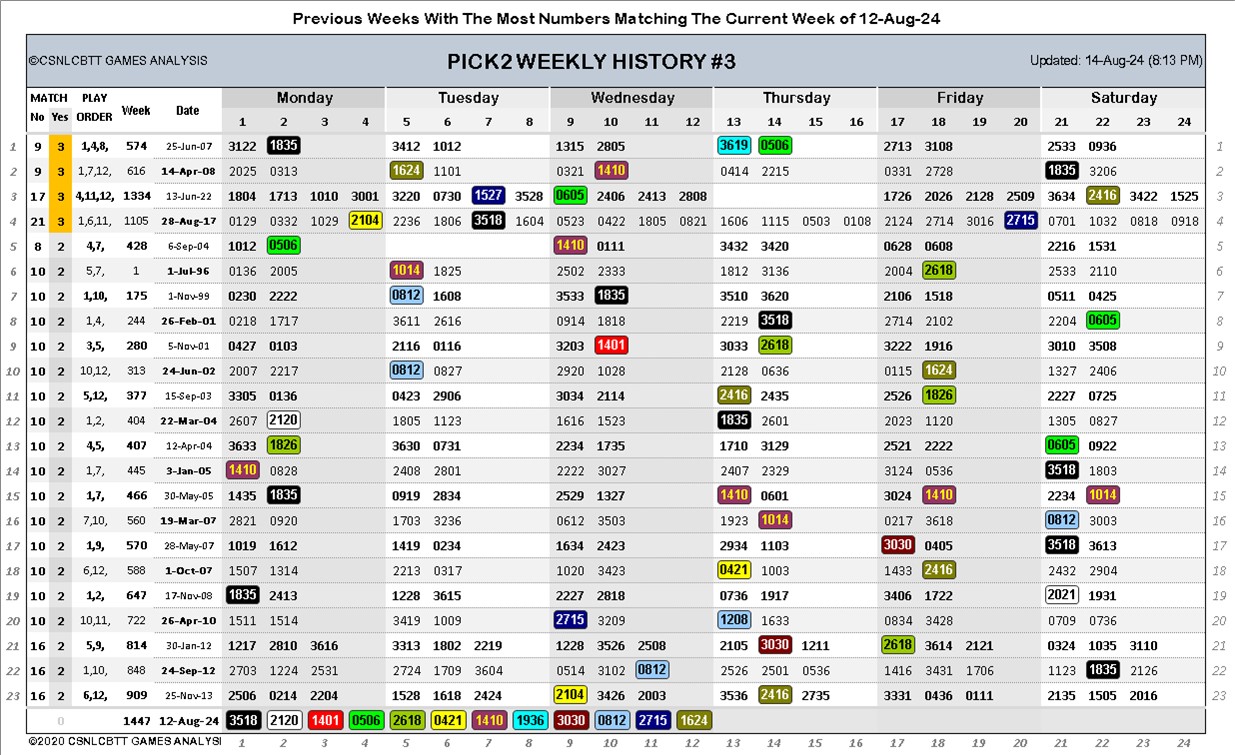 Previous Weeks With The Most Numbers Matching The Current Week of 12-Aug-24
©CSNLCBTT GAMES ANALYSIS PICK2 WEEKLY HISTORY #3 Updated: 14-Aug-24 (8:13 PM)
MATCH PLAY Week Date Monday Tuesday Wednesday Thursday Friday Saturday
No Yes ORDER, 1 2 3 4 5 6 7 8 9 10 11 12 13 14 15 16 17 18 19 20 21 22 23 24
1 9 3 1,4,8, 574 25-Jun-07 3122 1835 3412 1012 1315 2805 3619 0506 2713 3108 2533 0936 1
2 9 3 1,7,12, 616 14-Apr-08 2025 0313 1624 1101 0321 1410 0414 2215 0331 2728 1835 3206 2
3 17 3 4,11,12, 1334 13-Jun-22 1804 1713 1010 3001 3220 0730 1527 3528 0605 2406 2413 2808 1726 2026 2128 2509 3634 2416 3422 1525 3
4 21 3 1,6,11, 1105 28-Aug-17 0129 0332 1029 2104 2236 1806 3518 1604 0523 0422 1805 0821 1606 1115 0503 0108 2124 2714 3016 2715 0701 1032 0818 0918 4
5 8 2 4,7, 428 6-Sep-04 1012 0506 1410 0111 3432 3420 0628 0608 2216 1531 5
6 10 2 5,7, 1 1-Jul-96 0136 2005 1014 1825 2502 2333 1812 3136 2004 2618 2533 2110 6
7 10 2 1,10, 175 1-Nov-99 0230 2222 0812 1608 3533 1835 3510 3620 2106 1518 0511 0425 7
8 10 2 1,4, 244 26-Feb-01 0218 1717 3611 2616 0914 1818 2219 3518 2714 2102 2204 0605 8
9 10 2 3,5, 280 5-Nov-01 0427 0103 2116 0116 3203 1401 3033 2618 3222 1916 3010 3508 9
10 10 2 10,12, 313 24-Jun-02 2007 2217 0812 0827 2920 1028 2128 0636 0115 1624 1327 2406 10
11 10 2 5,12, 377 15-Sep-03 3305 0136 0423 2906 3034 2114 2416 2435 2526 1826 2227 0725 11
12 10 2 1,2, 404 22-Mar-04 2607 2120 1805 1123 1616 1523 1835 2601 2023 1120 1305 0827 12
13 10 2 4,5, 407 12-Apr-04 3633 1826 3630 0731 2234 1735 1710 3129 2521 2222 0605 0922 13
14 10 2 1,7, 445 3-Jan-05 1410 0828 2408 2801 2222 3027 2407 2329 3124 0536 3518 1803 14
15 10 2 1,7, 466 30-May-05 1435 1835 0919 2834 2529 1327 1410 0601 3024 1410 2234 1014 15
16 10 2 7,10, 560 19-Mar-07 2821 0920 1703 3236 0612 3503 1923 1014 0217 3618 0812 3003 16
17 10 2 1,9, 570 28-May-07 1019 1612 1419 0234 1634 2423 2934 1103 3030 0405 3518 3613 17
18 10 2 6,12, 588 1-Oct-07 1507 1314 2213 0317 1020 3423 0421 1003 1433 2416 2432 2904 18
19 10 2 1,2, 647 17-Nov-08 1835 2413 1228 3615 2227 2818 0736 1917 3406 1722 2021 1931 19
20 10 2 10,11, 722 26-Apr-10 1511 1514 3419 1009 2715 3209 1208 1633 0834 3428 0709 0736 20
21 16 2 5,9, 814 30-Jan-12 1217 2810 3616 3313 1802 2219 1228 3526 2508 2105 3030 1211 2618 3614 2121 0324 1035 3110 21
22 16 2 1,10, 848 24-Sep-12 2703 1224 2531 2724 1709 3604 0514 3102 0812 2526 2501 0536 1416 3431 1706 1123 1835 2126 22
23 16 2 6,12, 909 25-Nov-13 2506 0214 2204 1528 1618 2424 2104 3426 2003 3536 2416 2735 3331 0436 0111 2135 1505 2016 23
0 1447 12-Aug-24 3518 2120 1401 0506 2618 0421 1410 1936 3030 0812 2715 1624
©2020 CSNLCBTT GAMES ANALYSI 1 2 3 4 5 6 7 8 9 10 11 12 13 14 15 16 17 18 19 20 21 22 23 24